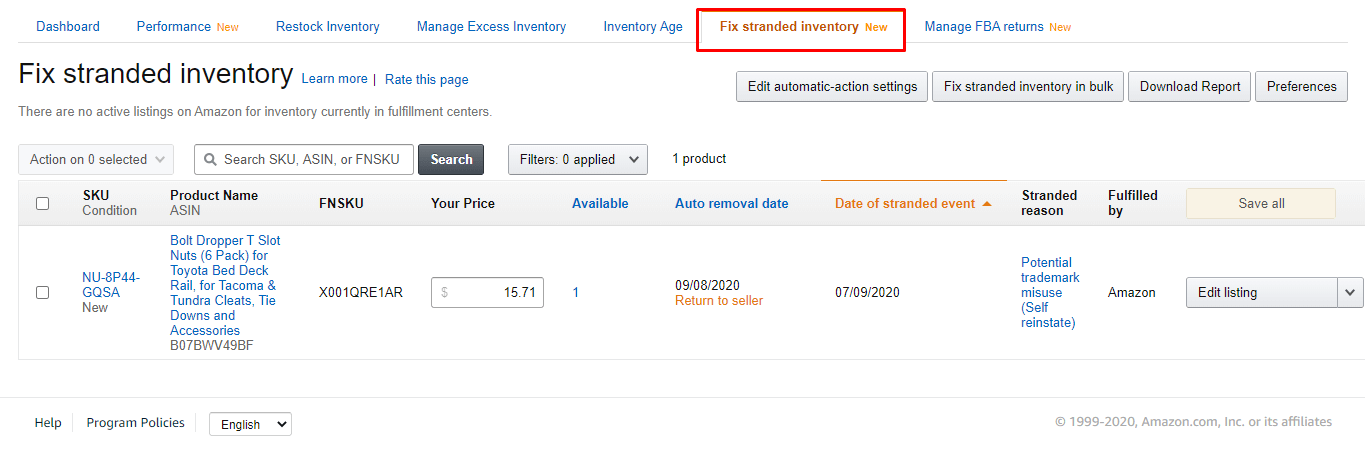 Dashboard Performance New Restock Inventory Manage Excess Inventory Inventory Age Fix stranded inventory New Manage FBA returns New
Fix stranded inventory Learn more | Rate this page
Edit automatic-action settings Fix stranded inventory in bulk Download Report Preferences
There are no active listings on Amazon for inventory currently in fulfillment centers.
Action on 0 selected Search SKU, ASIN, or FNSKU Search Filters: 0 applied 1 product
SKU
Condition
Product Name
ASIN
FNSKU
Your Price
Available
Auto removal date
Date of stranded event
Stranded
reason
Fulfilled
by
Save all
NU-8P44-
GQSA
New
Bolt Dropper T Slot
Nuts (6 Pack) for
Toyota Bed Deck
Rail, for Tacoma &
Tundra Cleats, Tie
Downs and
Accessories
B07BWV49BF
X001QRE1AR
$ 15.71
1
09/08/2020
Return to seller
07/09/2020
Potential
trademark
misuse
(Self
reinstate)
Amazon
Edit listing
Help Program Policies English © 1999-2020, Amazon.com, Inc. or its affiliates